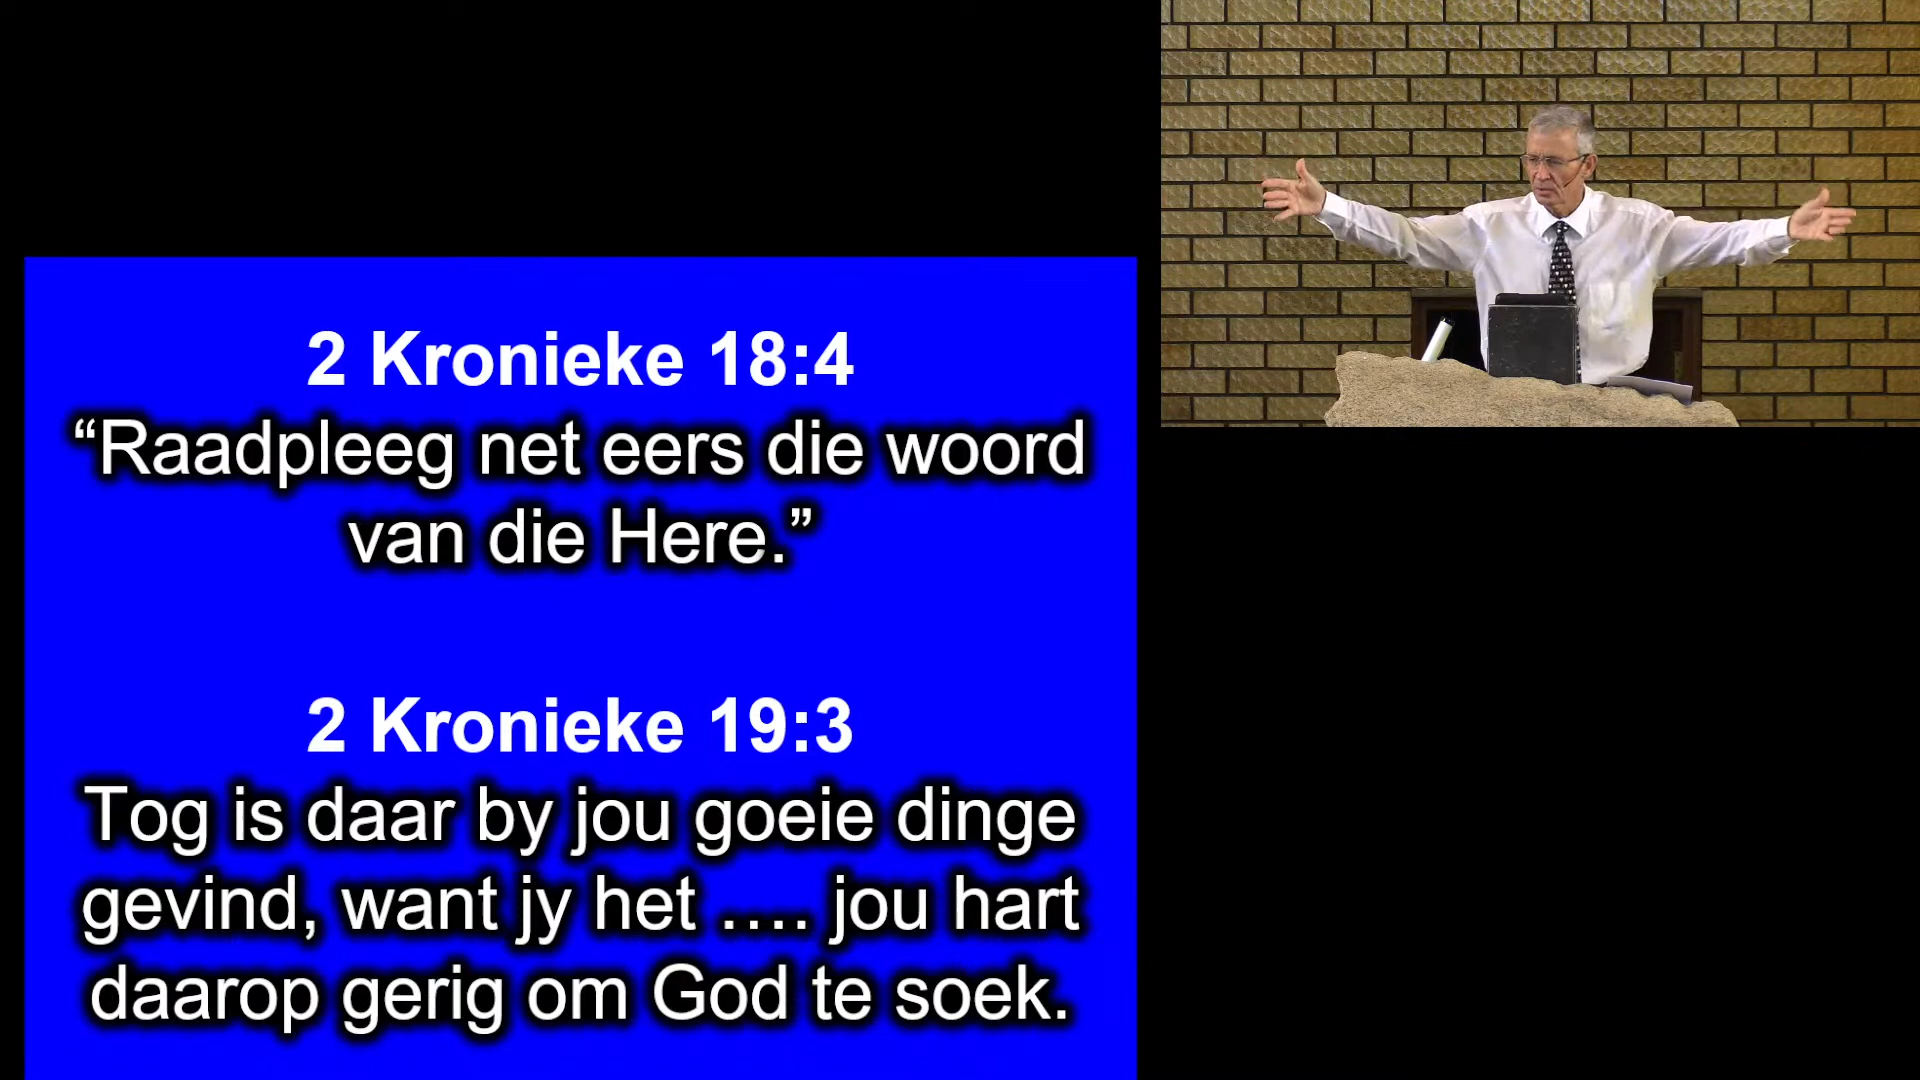 2 Kronieke 18:4
“Raadpleeg net eers die woord
van die Here.”
2 Kronieke 19:3
Tog is daar by jou goeie dinge
gevind, want jy het …. jou hart
daarop gerig om God te soek.